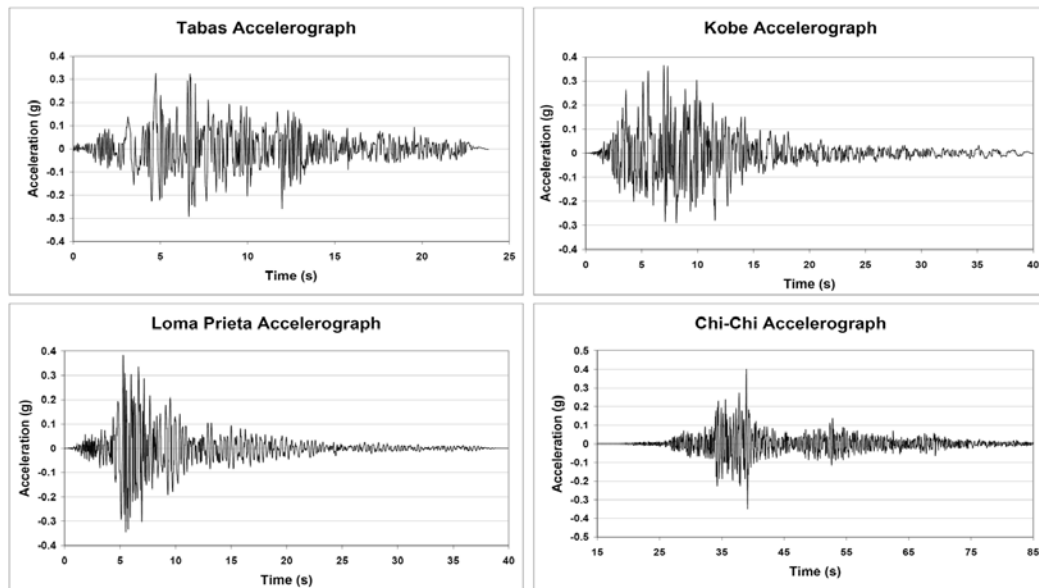 Tabas Accelerograph
Acceleration (g)
0.4
0.3
0.2
0.1
0
-0.1
-0.2
-0.3
-0.4
0 5 10 15 20 25
Time (s)
Kobe Accelerograph
Acceleration (g)
0.4
0.3
0.2
0.1
0
-0.1
-0.2
-0.3
-0.4
0 5 10 15 20 25 30 35 40
Time (s)
Loma Prieta Accelerograph
Acceleration (g)
0.4
0.3
0.2
0.1
0
-0.1
-0.2
-0.3
-0.4
0 5 10 15 20 25 30 35 40
Time (s)
Chi-Chi Accelerograph
Acceleration (g)
0.5
0.4
0.3
0.2
0.1
0
-0.1
-0.2
-0.3
-0.4
-0.5
15 25 35 45 55 65 75 85
Time (s)